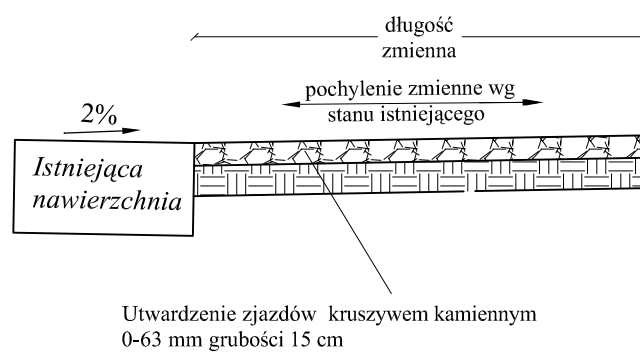 długość
zmienna
pochylenie zmienne wg
stanu istniejącego
2%
Istniejąca
nawierzchnia
Utwardzenie zjazdów kruszywem kamiennym
0-63 mm grubości 15 cm